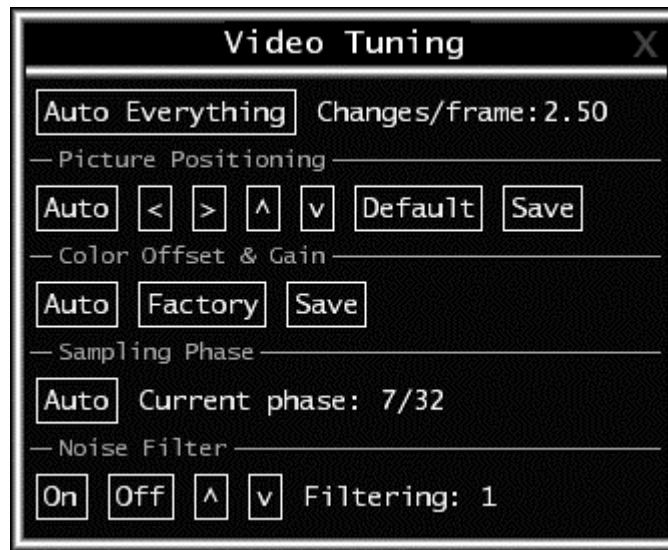 Video Tuning X
Auto Everything Changes/frame:2.50
Picture Positioning
Auto < > ^ v Default Save
Color Offset & Gain
Auto Factory Save
Sampling Phase
Auto Current phase: 7/32
Noise Filter
On Off ^ v Filtering: 1